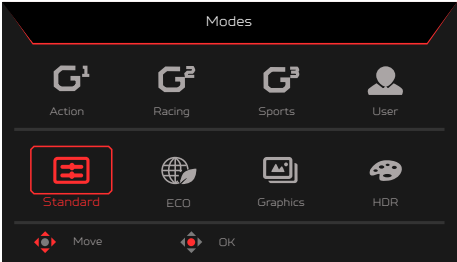 Modes
G1 G2 G3
Action Racing Sports User
Standard ECO Graphics HDR
Move OK